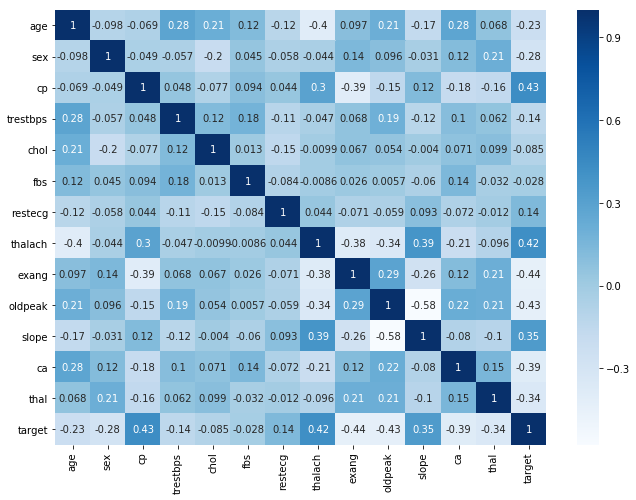 age 1 -0.098 -0.069 0.28 0.21 0.12 -0.12 -0.4 0.097 0.21 -0.17 0.28 0.068 -0.23
sex -0.098 1 -0.049 -0.057 -0.2 0.045 -0.058 -0.044 0.14 0.096 -0.031 0.12 0.21 -0.28
cp -0.069 -0.049 1 0.048 -0.077 0.094 0.044 0.3 -0.39 -0.15 0.12 -0.18 -0.16 0.43
trestbps 0.28 -0.057 0.048 1 0.12 0.18 -0.11 -0.047 0.068 0.19 -0.12 0.1 0.062 -0.14
chol 0.21 -0.2 -0.077 0.12 1 0.013 -0.15 -0.0099 0.067 0.054 -0.004 0.071 0.099 -0.085
fbs 0.12 0.045 0.094 0.18 0.013 1 -0.084 -0.0086 0.026 0.0057 -0.06 0.14 -0.032 -0.028
restecg -0.12 -0.058 0.044 -0.11 -0.15 -0.084 1 0.044 -0.071 -0.059 0.093 -0.072 -0.012 0.14
thalach -0.4 -0.044 0.3 -0.047 -0.0099 -0.0086 0.044 1 -0.38 -0.34 0.39 -0.21 -0.096 0.42
exang 0.097 0.14 -0.39 0.068 0.067 0.026 -0.071 -0.38 1 0.29 -0.26 0.12 0.21 -0.44
oldpeak 0.21 0.096 -0.15 0.19 0.054 0.0057 -0.059 -0.34 0.29 1 -0.58 0.22 0.21 -0.43
slope -0.17 -0.031 0.12 -0.12 -0.004 -0.06 0.093 0.39 -0.26 -0.58 1 -0.08 -0.1 0.35
ca 0.28 0.12 -0.18 0.1 0.071 0.14 -0.072 -0.21 0.12 0.22 -0.08 1 0.15 -0.39
thal 0.068 0.21 -0.16 0.062 0.099 -0.032 -0.012 -0.096 0.21 0.21 -0.1 0.15 1 -0.34
target -0.23 -0.28 0.43 -0.14 -0.085 -0.028 0.14 0.42 -0.44 -0.43 0.35 -0.39 -0.34 1
age sex cp trestbps chol fbs restecg thalach exang oldpeak slope ca thal target
0.9
0.6
0.3
0.0
−0.3